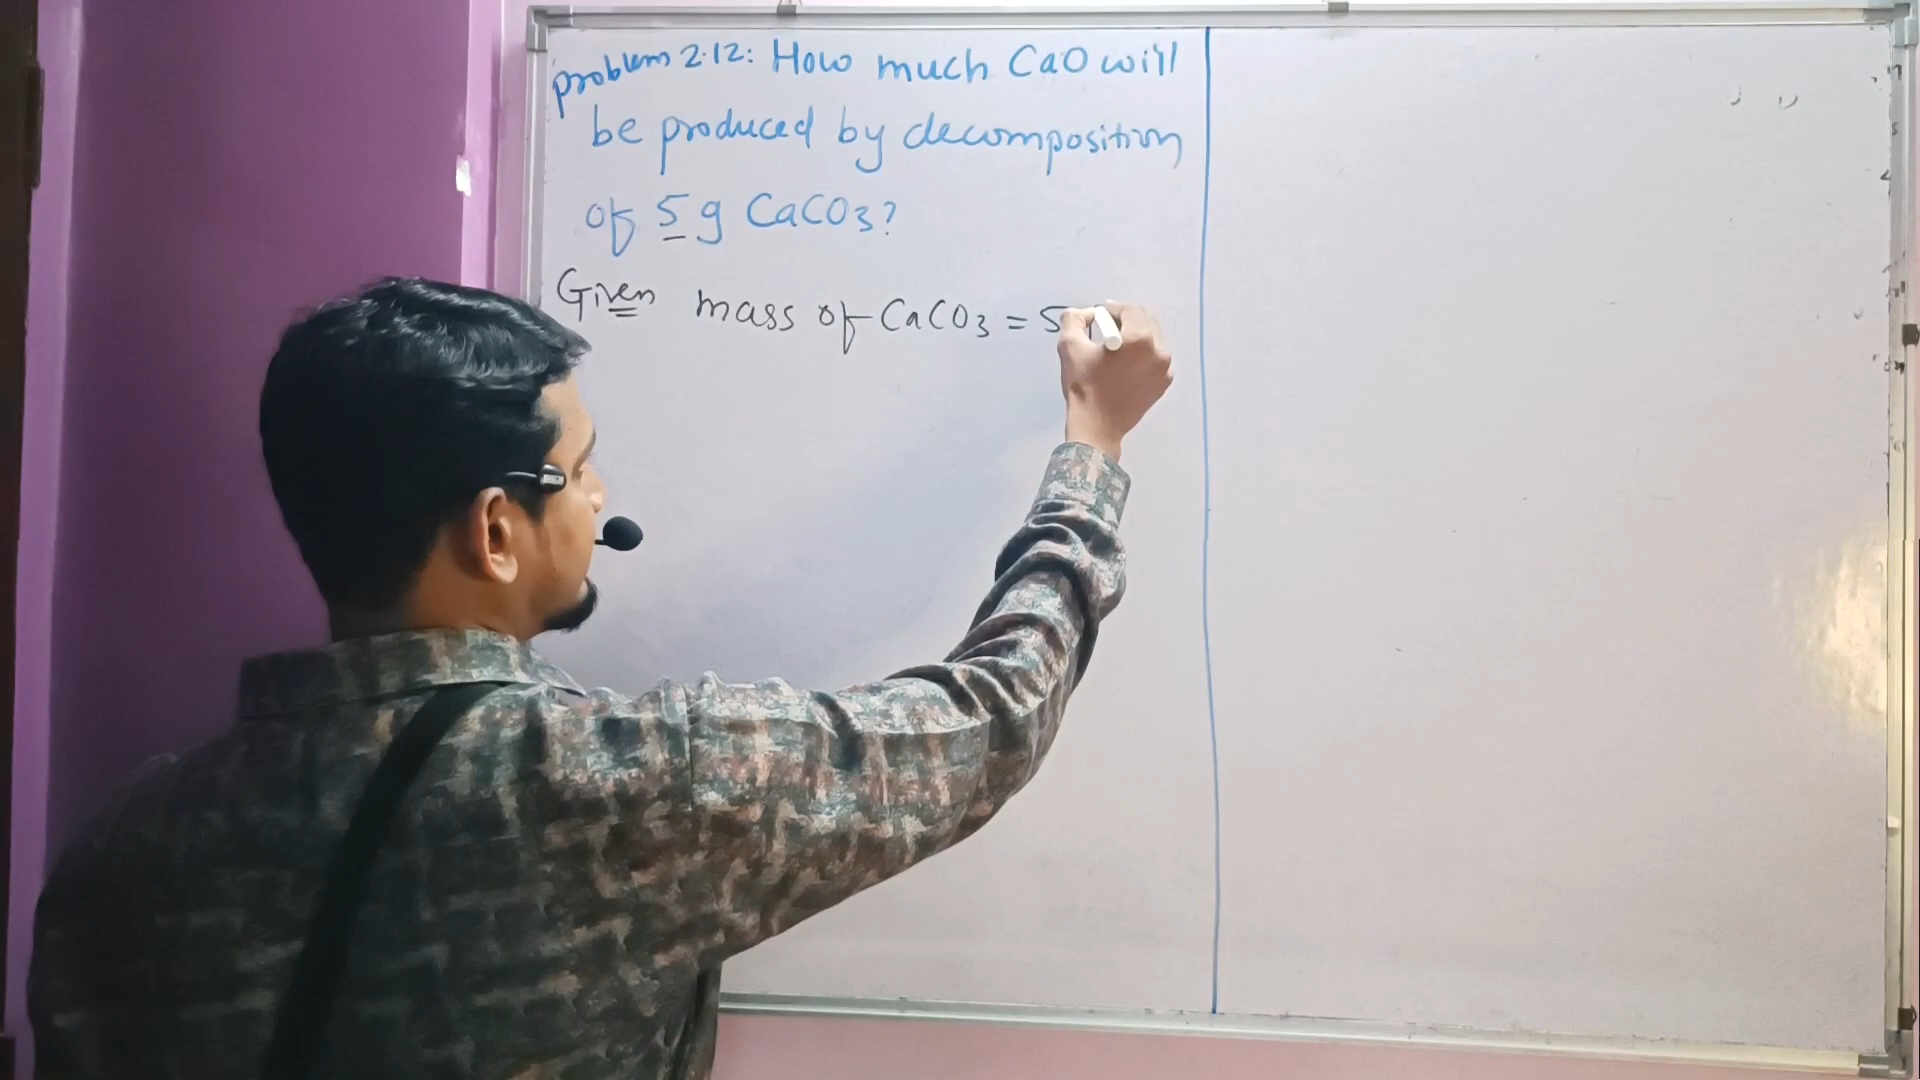 problem 2.12: How much CaO will
be produced by decomposition
of 5 g CaCO3?
Given mass of CaCO3 = 5